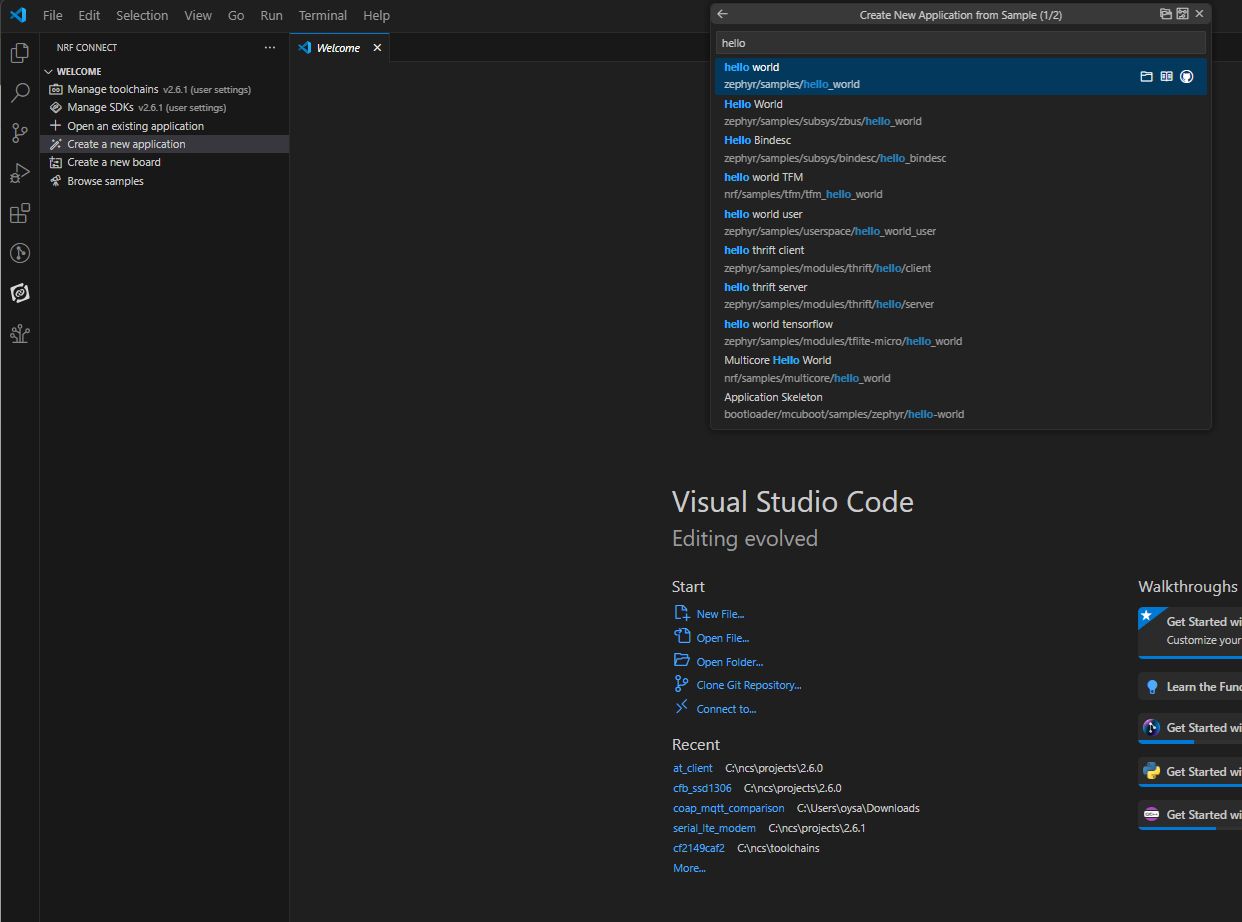 File Edit Selection View Go Run Terminal Help
NRF CONNECT
WELCOME
Manage toolchains v2.6.1 (user settings)
Manage SDKs v2.6.1 (user settings)
Open an existing application
Create a new application
Create a new board
Browse samples
Welcome
Create New Application from Sample (1/2)
hello
hello world
zephyr/samples/hello_world
Hello World
zephyr/samples/subsys/zbus/hello_world
Hello Bindesc
zephyr/samples/subsys/bindesc/hello_bindesc
hello world TFM
nrf/samples/tfm/tfm_hello_world
hello world user
zephyr/samples/userspace/hello_world_user
hello thrift client
zephyr/samples/modules/thrift/hello/client
hello thrift server
zephyr/samples/modules/thrift/hello/server
hello world tensorflow
zephyr/samples/modules/tflite-micro/hello_world
Multicore Hello World
nrf/samples/multicore/hello_world
Application Skeleton
bootloader/mcuboot/samples/zephyr/hello-world
Visual Studio Code
Editing evolved
Start
New File...
Open File...
Open Folder...
Clone Git Repository...
Connect to...
Recent
at_client C:\ncs\projects\2.6.0
cfb_ssd1306 C:\ncs\projects\2.6.0
coap_mqtt_comparison C:\Users\oysa\Downloads
serial_lte_modem C:\ncs\projects\2.6.1
cf2149caf2 C:\ncs\toolchains
More...
Walkthroughs
Get Started wi
Customize your
Learn the Fund
Get Started wi
Get Started wi
Get Started wi